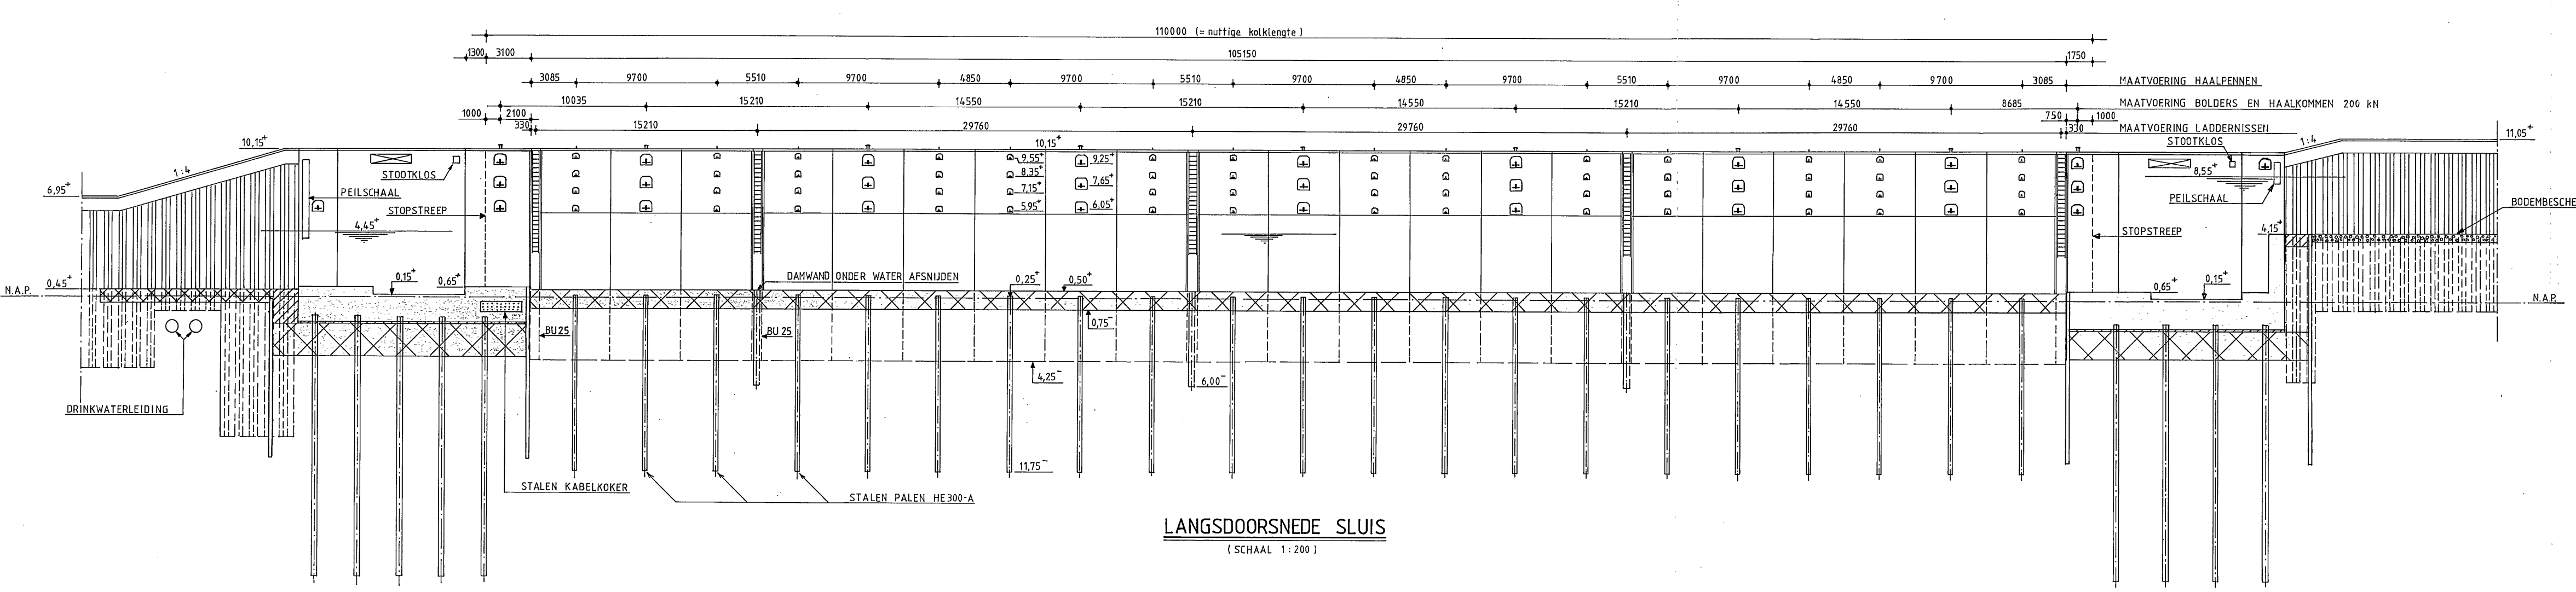 110000 (= nuttige kolklengte)
1300 3100 105150 1750
3085 9700 5510 9700 4850 9700 5510 9700 4850 9700 5510 9700 4850 9700 3085 MAATVOERING HAALPENNEN
10035 15210 14550 15210 14550 15210 14550 8685 MAATVOERING BOLDERS EN HAALKOMMEN 200 kN
1000 2100 750 1000
330 15210 29760 29760 29760 330 MAATVOERING LADDERNISSEN
10,15+ 10,15+ 11,05+
1:4 STOOTKLOS 1:4
9,55+ 9,25+
STOOTKLOS 8,35+ 8,55+
6,95+ PEILSCHAAL 7,15+ 7,65+ PEILSCHAAL
STOPSTREEP 5,95+ 6,05+ BODEMBESCHE
4,45+ STOPSTREEP 4,15+
DAMWAND ONDER WATER AFSNIJDEN
N.A.P. 0,45+ 0,15+ 0,65+ 0,25+ 0,50+ 0,65+ 0,15+ N.A.P.
BU 25 BU 25 0,75-
4,25- 6,00-
DRINKWATERLEIDING
11,75-
STALEN KABELKOKER
STALEN PALEN HE300-A
LANGSDOORSNEDE SLUIS
(SCHAAL 1:200)